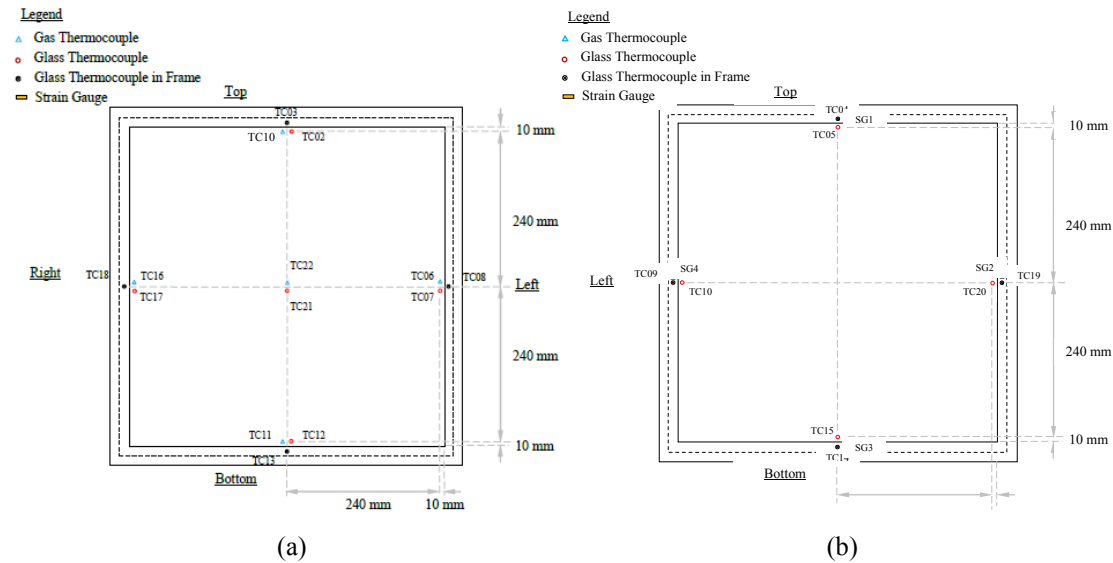 Legend
Gas Thermocouple
Glass Thermocouple
Glass Thermocouple in Frame
Strain Gauge
Top
TC03
TC10 TC02
10 mm
240 mm
Right
TC18
TC16
TC17
TC22
TC21
TC06
TC07
TC08
Left
240 mm
TC11 TC12
TC13
10 mm
Bottom
240 mm 10 mm
(a)
Legend
Gas Thermocouple
Glass Thermocouple
Glass Thermocouple in Frame
Strain Gauge
Top
SG1
TC05
10 mm
240 mm
Left
TC09 SG4
TC10
SG2
TC19
TC20
240 mm
TC15
SG3
10 mm
Bottom
(b)